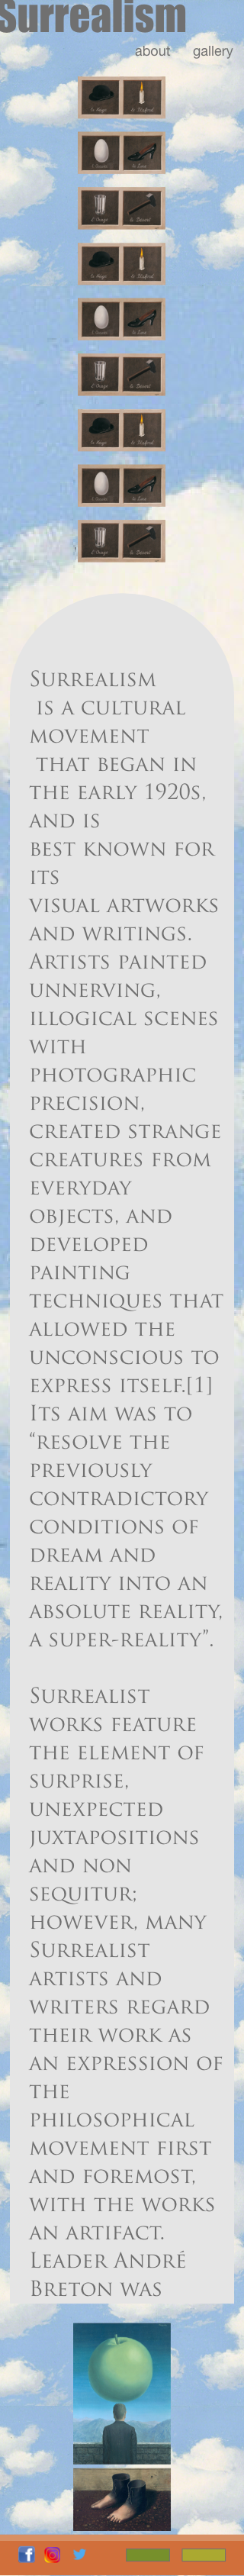 Surrealism
about gallery
Surrealism
is a cultural
movement
that began in
the early 1920s,
and is
best known for
its
visual artworks
and writings.
Artists painted
unnerving,
illogical scenes
with
photographic
precision,
created strange
creatures from
everyday
objects, and
developed
painting
techniques that
allowed the
unconscious to
express itself.[1]
Its aim was to
“resolve the
previously
contradictory
conditions of
dream and
reality into an
absolute reality,
a super-reality”.
Surrealist
works feature
the element of
surprise,
unexpected
juxtapositions
and non
sequitur;
however, many
Surrealist
artists and
writers regard
their work as
an expression of
the
philosophical
movement first
and foremost,
with the works
an artifact.
Leader André
Breton was